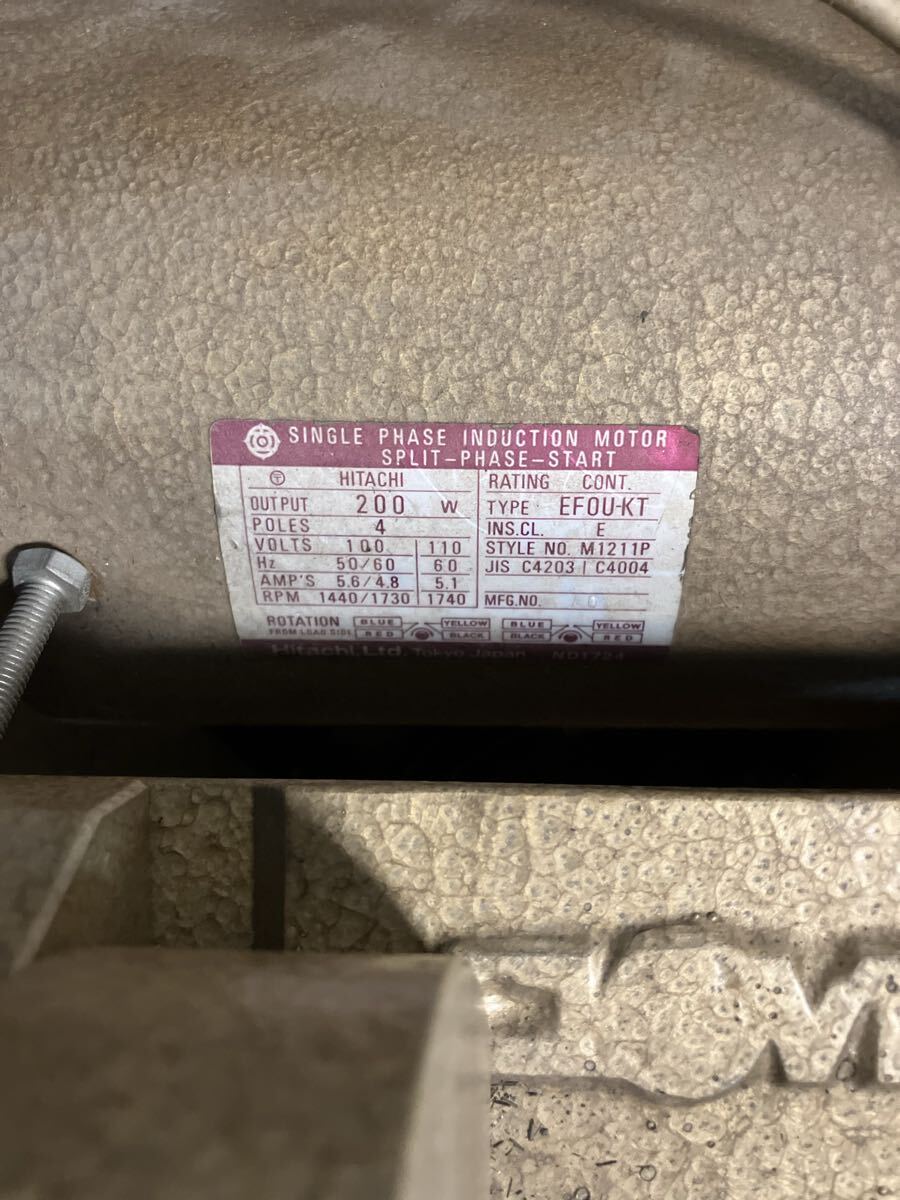 SINGLE PHASE INDUCTION MOTOR
SPLIT-PHASE-START
HITACHI
OUTPUT 200 W
POLES 4
VOLTS 100 110
Hz 50/60 60
AMP'S 5.6/4.8 5.1
RPM 1440/1730 1740
RATING CONT.
TYPE EFOU-KT
INS.CL. E
STYLE NO. M1211P
JIS C4203 | C4004
MFG.NO.
ROTATION BLUE YELLOW BLUE YELLOW
FROM LOAD SIDE RED BLACK BLACK RED
Hitachi, Ltd. Tokyo Japan ND1724